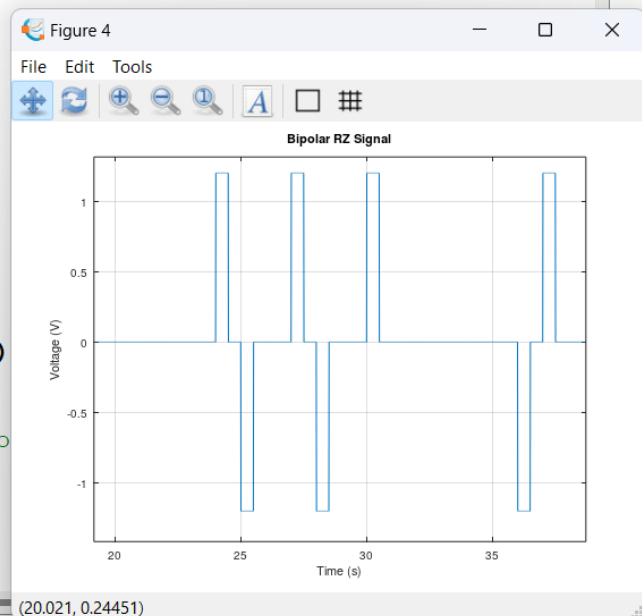 Figure 4
File Edit Tools
A
Bipolar RZ Signal
1
0.5
0
-0.5
-1
Voltage (V)
20 25 30 35
Time (s)
(20.021, 0.24451)